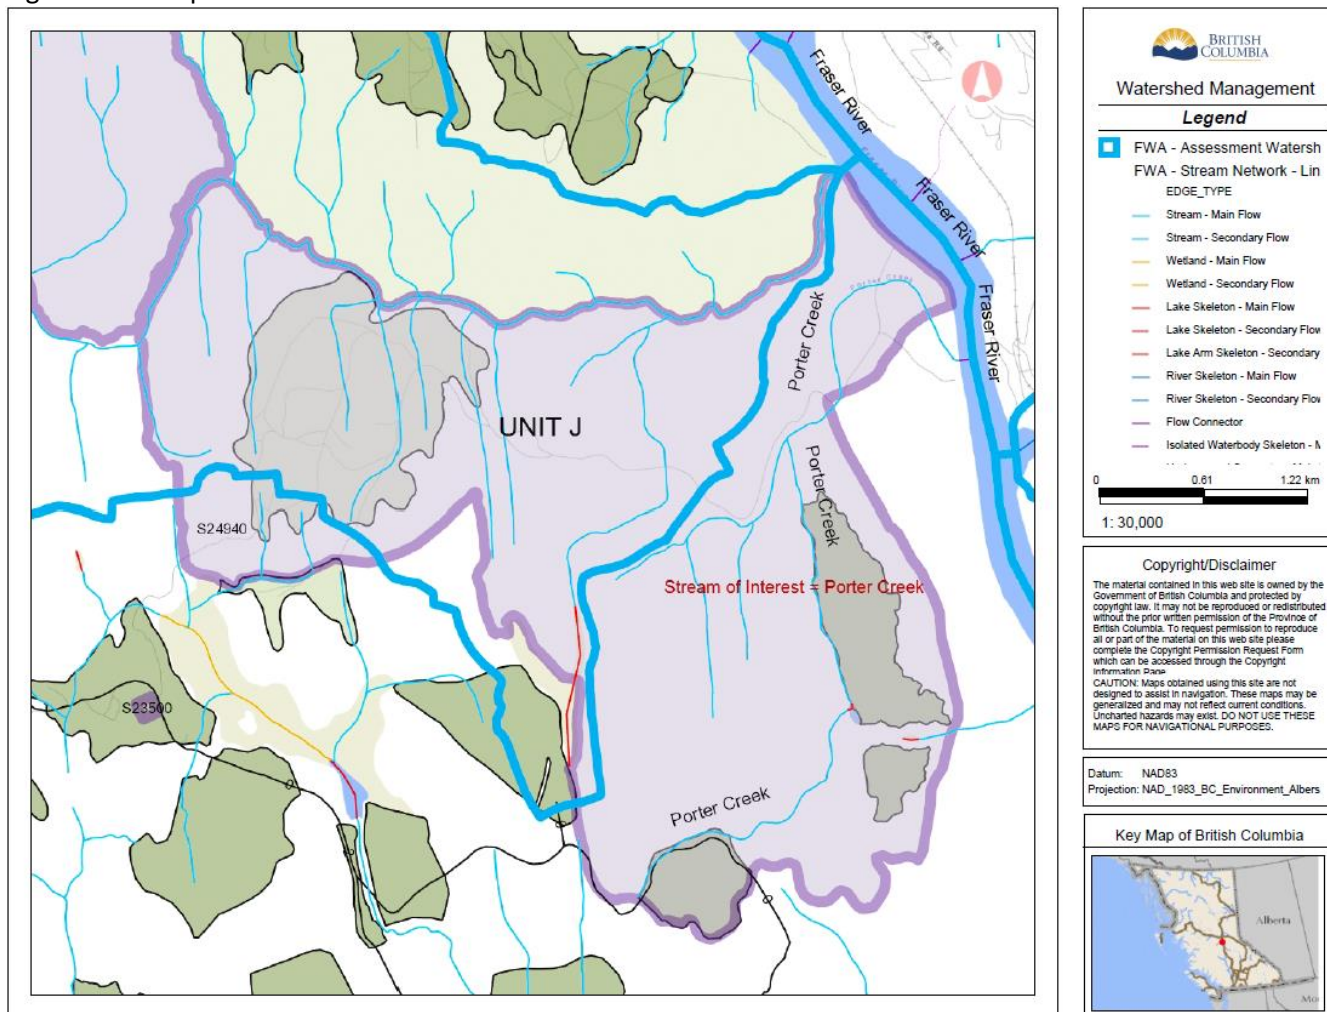 Fraser River
Fraser River
Fraser River
Porter Creek
Porter Creek
UNIT J
Porter Creek
S24940
Stream of Interest = Porter Creek
S23500
Porter Creek
BRITISH
COLUMBIA
Watershed Management
Legend
FWA - Assessment Watersh
FWA - Stream Network - Lin
EDGE_TYPE
Stream - Main Flow
Stream - Secondary Flow
Wetland - Main Flow
Wetland - Secondary Flow
Lake Skeleton - Main Flow
Lake Skeleton - Secondary Flow
Lake Arm Skeleton - Secondary
River Skeleton - Main Flow
River Skeleton - Secondary Flow
Flow Connector
Isolated Waterbody Skeleton - M
0 0.61 1.22 km
1: 30,000
Copyright/Disclaimer
The material contained in this web site is owned by the
Government of British Columbia and protected by
copyright law. It may not be reproduced or redistributed
without the prior written permission of the Province of
British Columbia. To request permission to reproduce
all or part of the material on this web site please
complete the Copyright Permission Request Form
which can be accessed through the Copyright
Information Page.
CAUTION: Maps obtained using this site are not
designed to assist in navigation. These maps may be
generalized and may not reflect current conditions.
Uncharted hazards may exist. DO NOT USE THESE
MAPS FOR NAVIGATIONAL PURPOSES.
Datum: NAD83
Projection: NAD_1983_BC_Environment_Albers
Key Map of British Columbia
Alberta